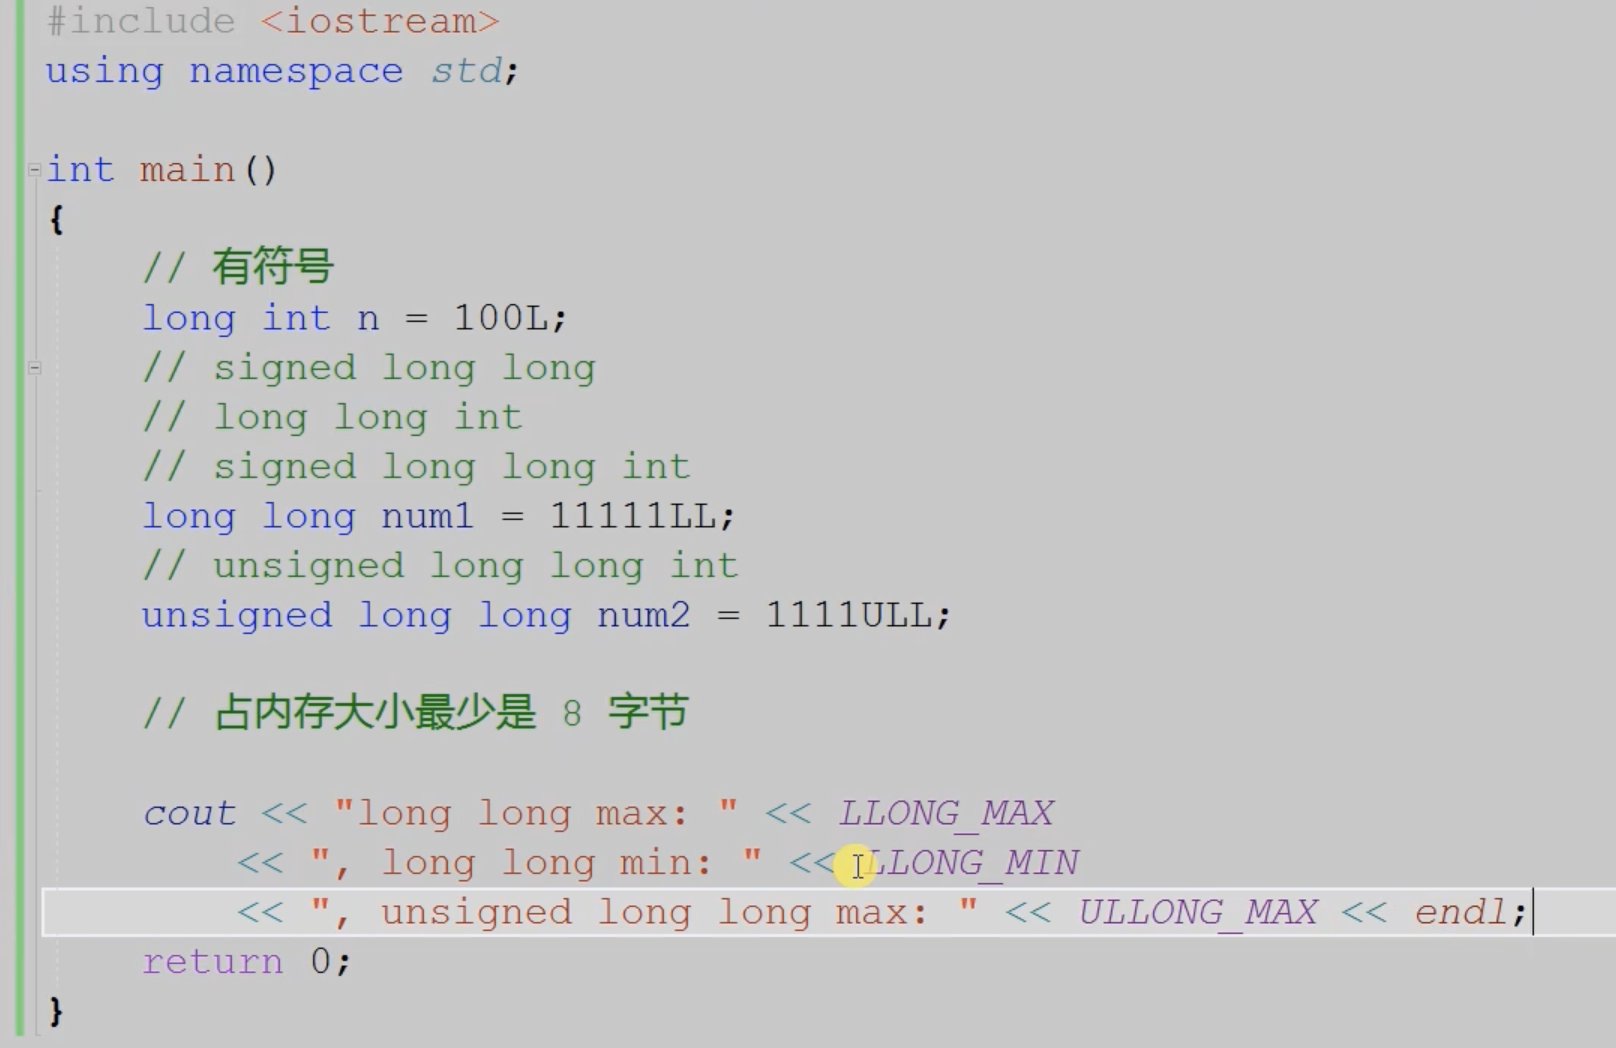 #include <iostream>
using namespace std;
int main()
{
// 有符号
long int n = 100L;
// signed long long
// long long int
// signed long long int
long long num1 = 11111LL;
// unsigned long long int
unsigned long long num2 = 1111ULL;
// 占内存大小最少是 8 字节
cout << "long long max: " << LLONG_MAX
<< ", long long min: " << LLONG_MIN
<< ", unsigned long long max: " << ULLONG_MAX << endl;
return 0;
}